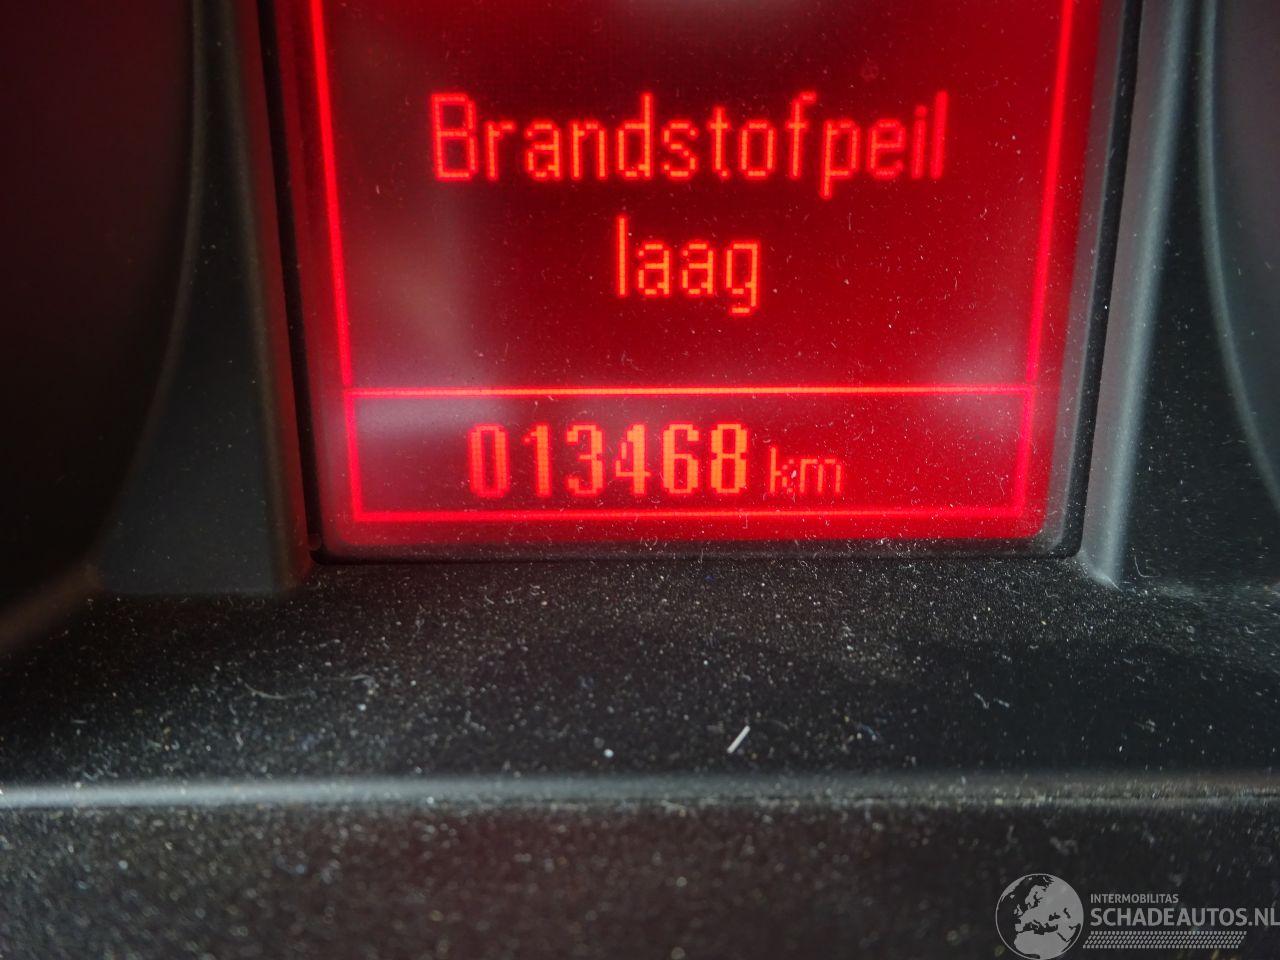 Brandstofpeil
laag
013468 km
INTERMOBILITAS
SCHADEAUTOS.NL